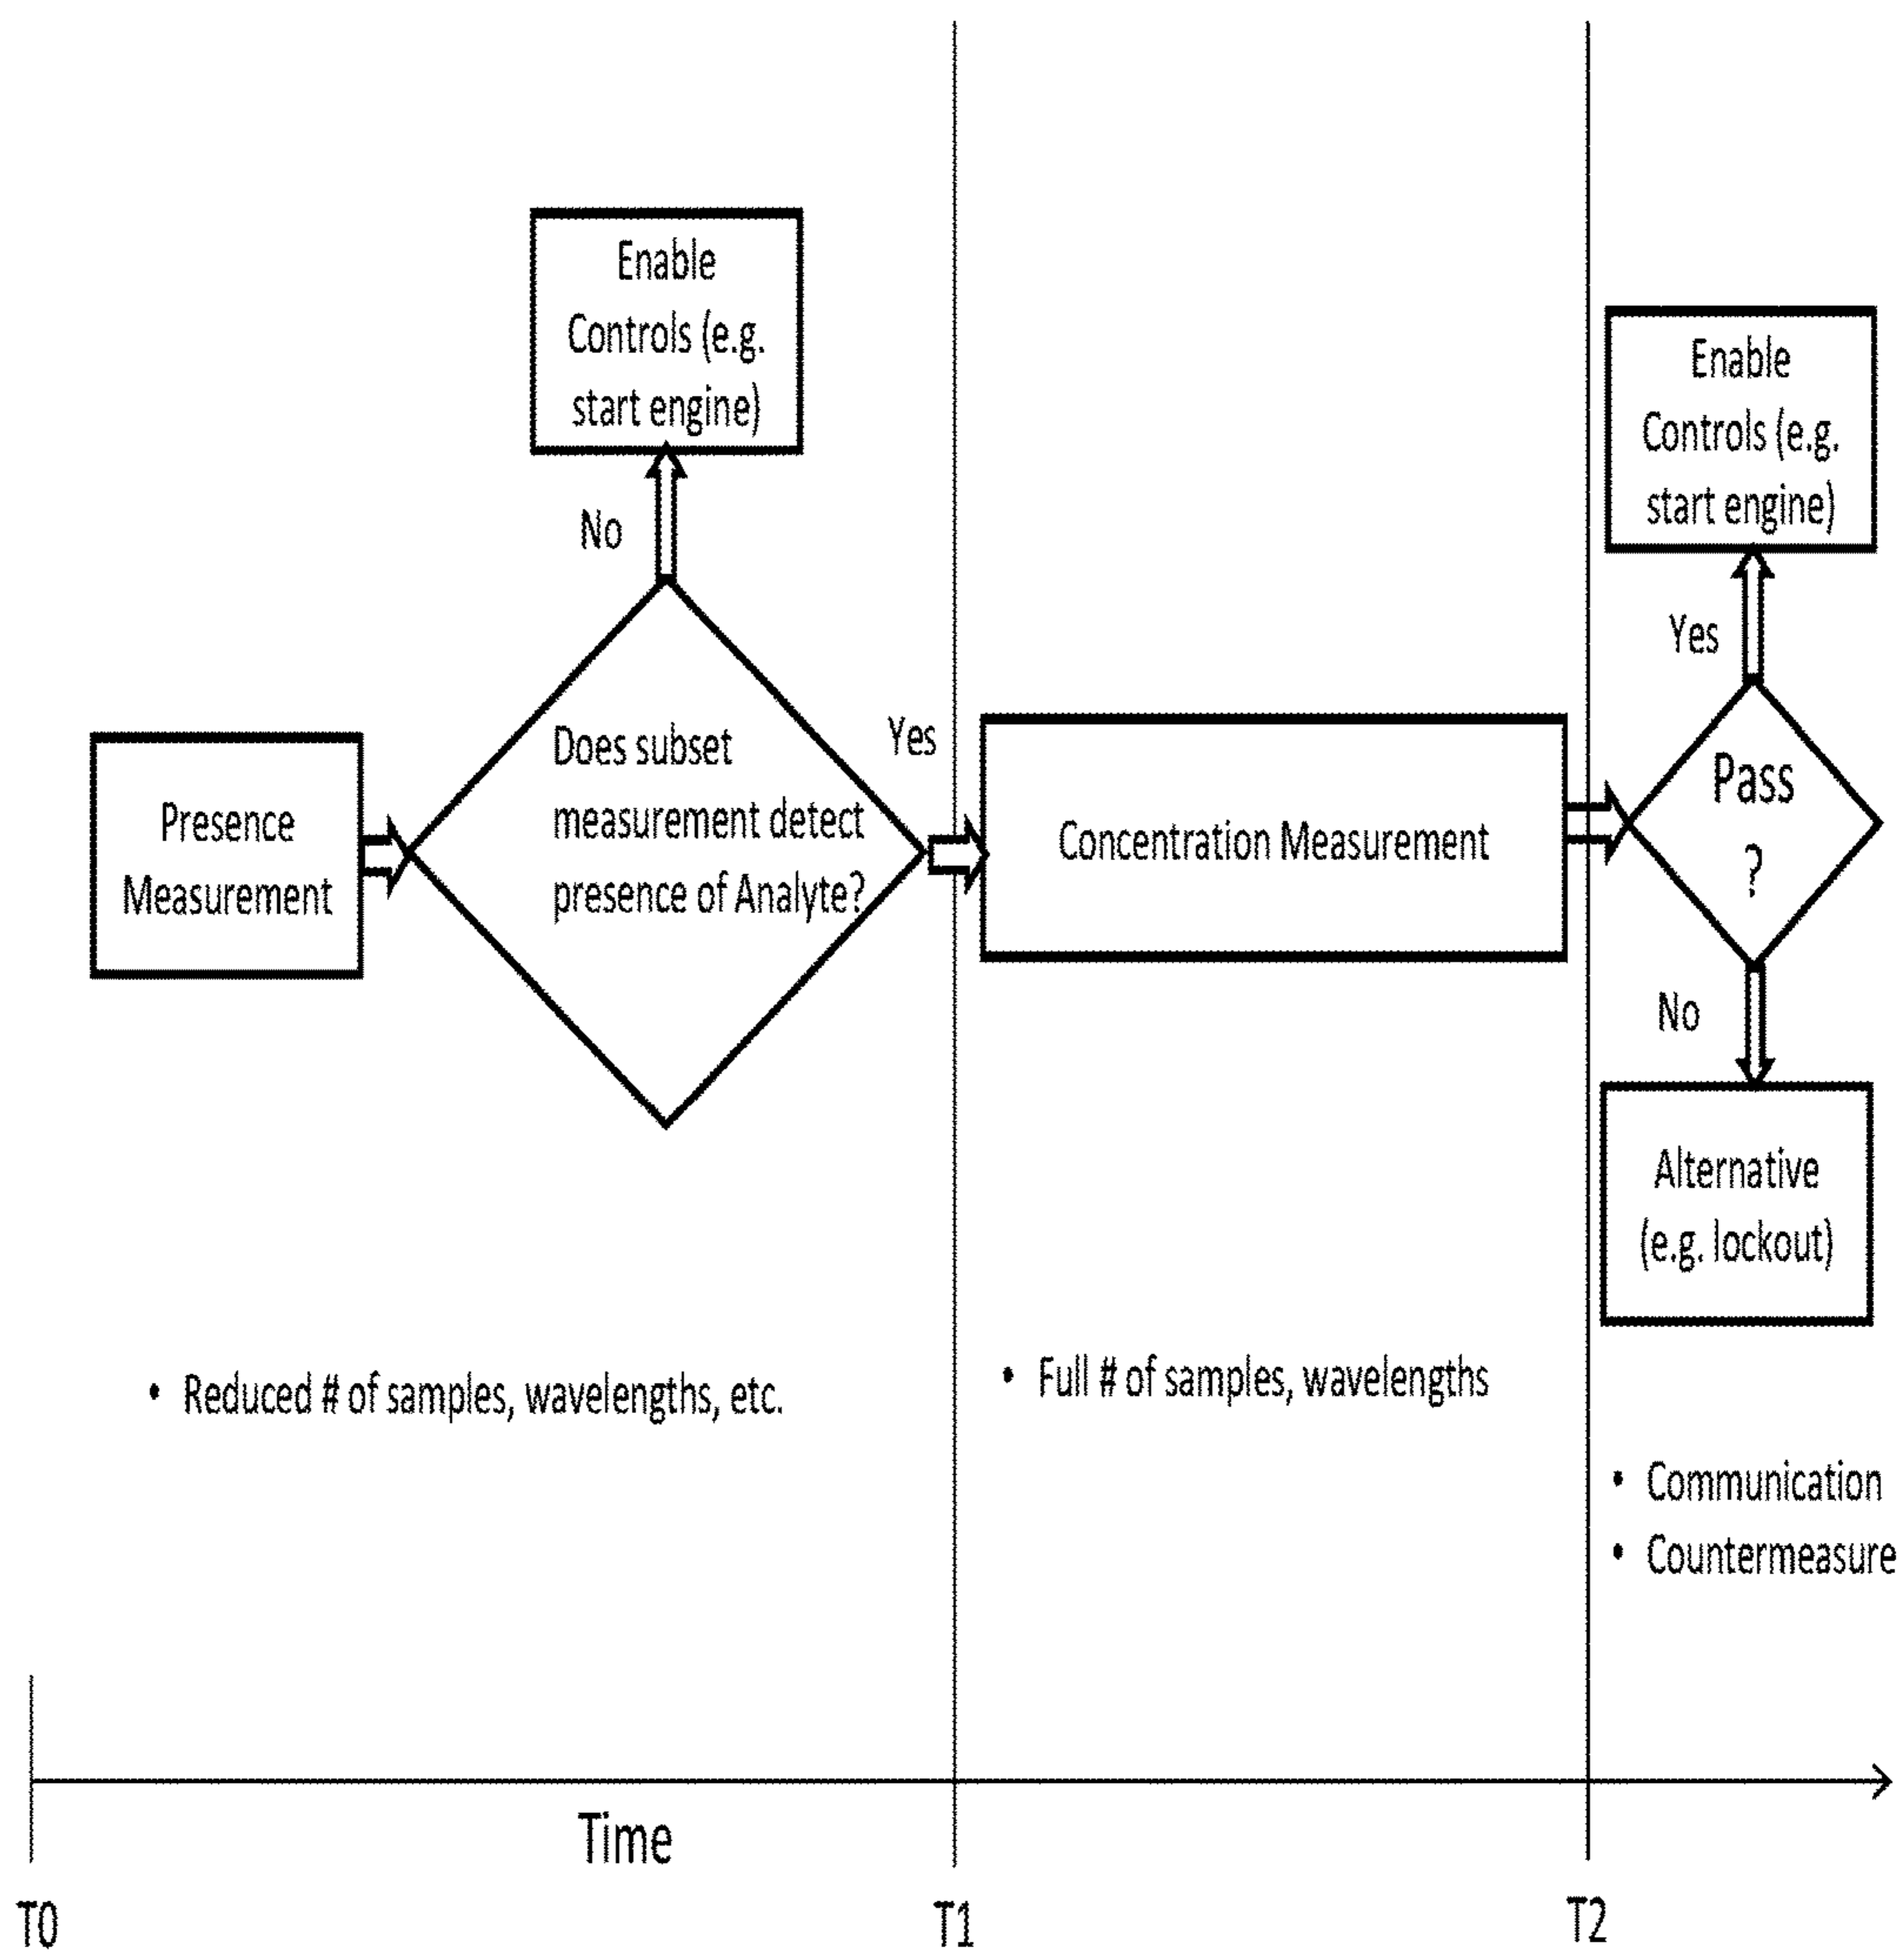 Enable
Controls (e.g.
start engine)
No
Does subset
measurement detect
presence of Analyte?
Yes
Presence
Measurement
Concentration Measurement
Enable
Controls (e.g.
start engine)
Yes
Pass
?
No
Alternative
(e.g. lockout)
• Reduced # of samples, wavelengths, etc.
• Full # of samples, wavelengths
• Communication
• Countermeasure
Time
T0
T1
T2